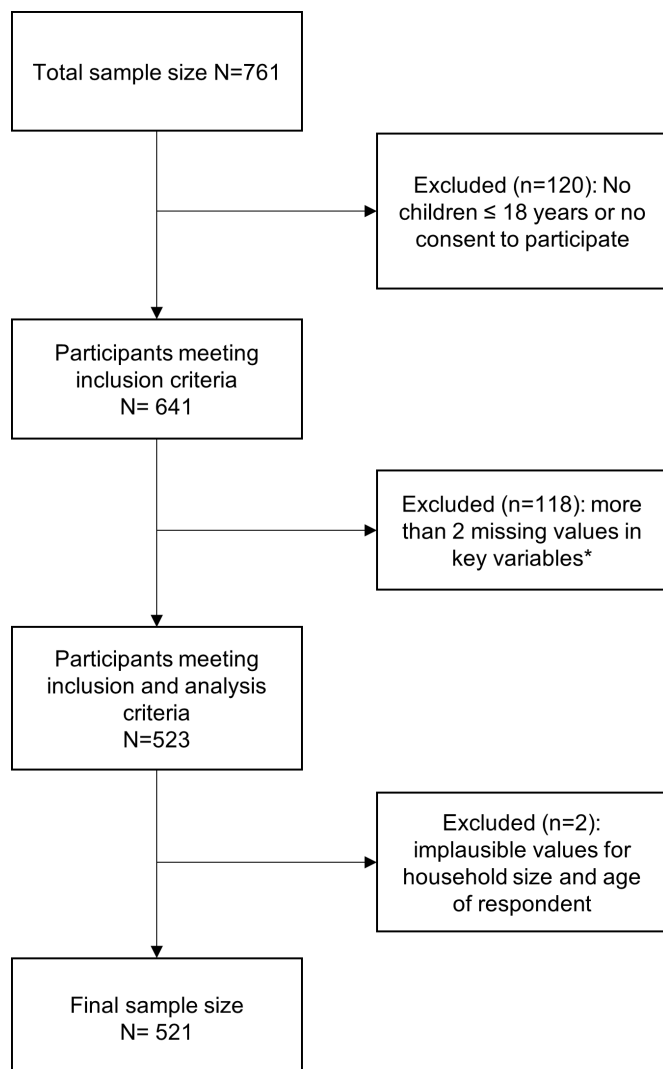 Total sample size N=761
Excluded (n=120): No
children ≤ 18 years or no
consent to participate
Participants meeting
inclusion criteria
N= 641
Excluded (n=118): more
than 2 missing values in
key variables*
Participants meeting
inclusion and analysis
criteria
N=523
Excluded (n=2):
implausible values for
household size and age
of respondent
Final sample size
N= 521